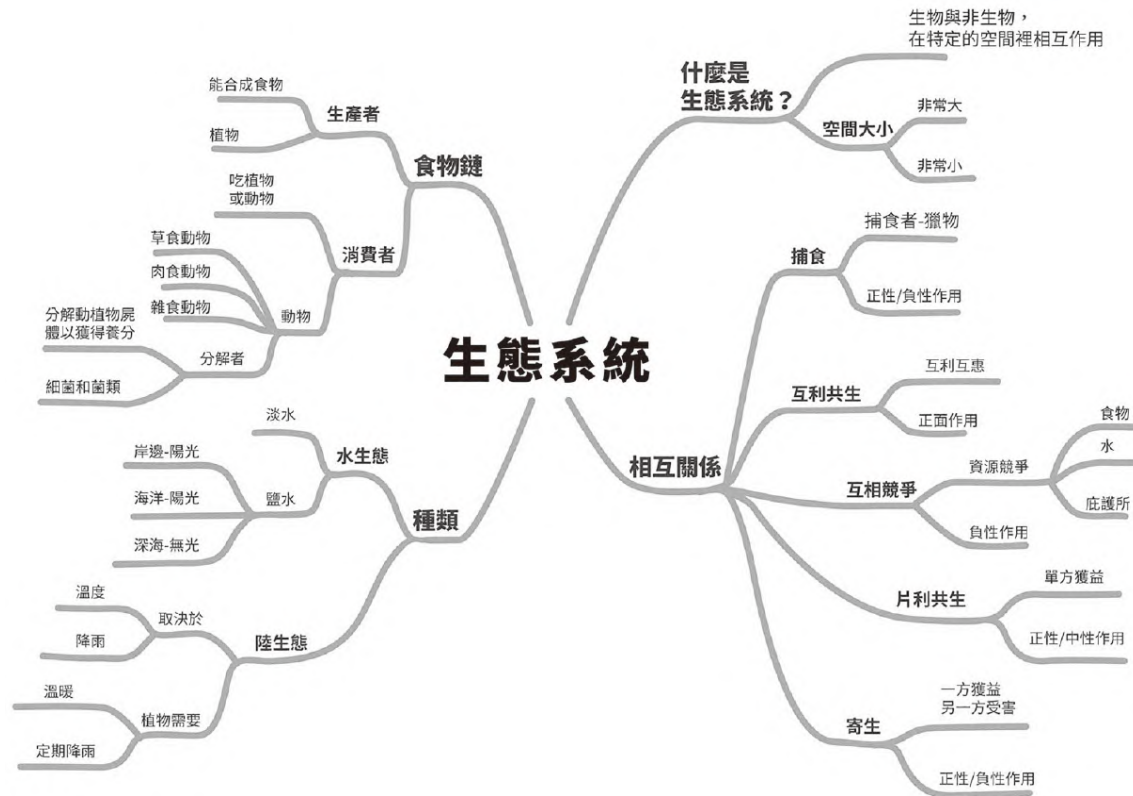 生態系統
什麼是
生態系統？
生物與非生物，
在特定的空間裡相互作用
空間大小
非常大
非常小
相互關係
捕食
捕食者-獵物
正性/負性作用
互利共生
互利互惠
正面作用
互相競爭
資源競爭
食物
水
庇護所
負性作用
片利共生
單方獲益
正性/中性作用
寄生
一方獲益
另一方受害
正性/負性作用
食物鏈
生產者
能合成食物
植物
消費者
吃植物
或動物
動物
草食動物
肉食動物
雜食動物
分解者
分解動植物屍
體以獲得養分
細菌和菌類
種類
水生態
淡水
鹽水
岸邊-陽光
海洋-陽光
深海-無光
陸生態
取決於
溫度
降雨
植物需要
溫暖
定期降雨